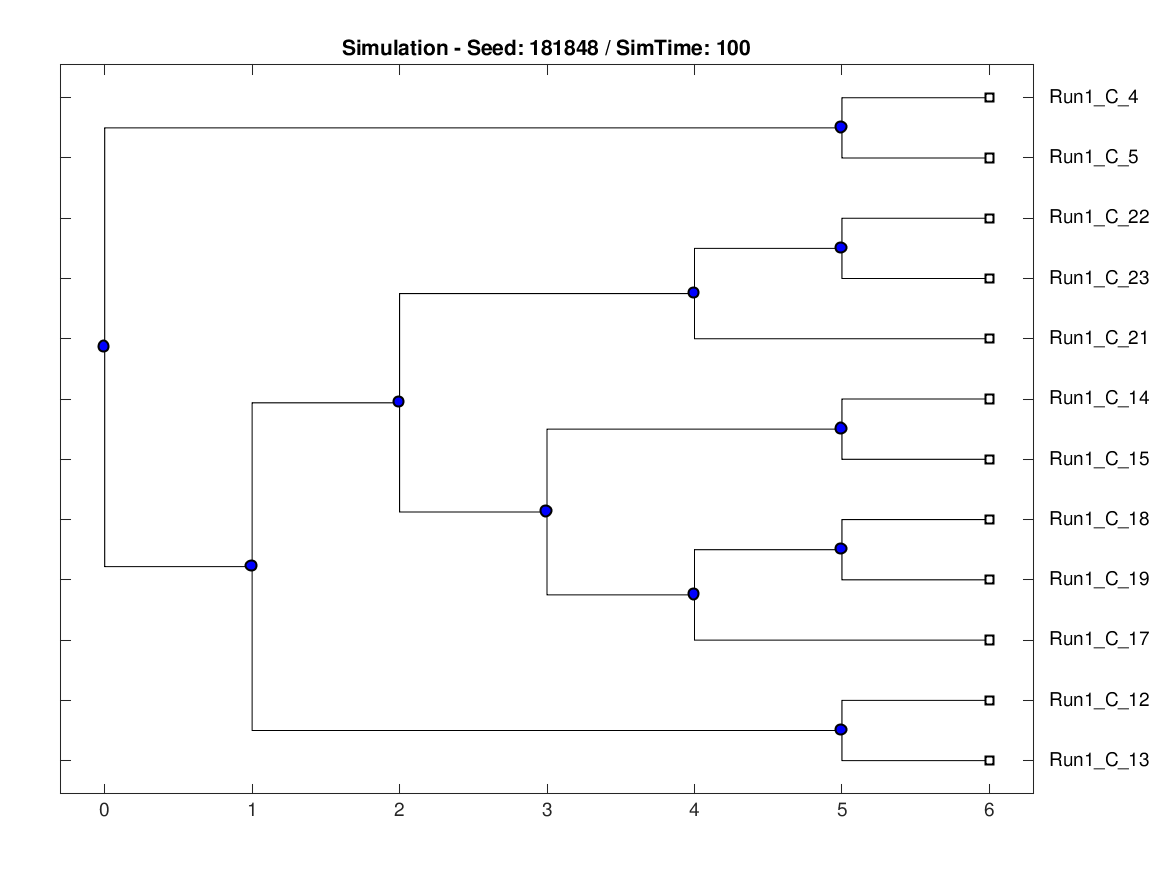 Simulation - Seed: 181848 / SimTime: 100
Run1_C_4
Run1_C_5
Run1_C_22
Run1_C_23
Run1_C_21
Run1_C_14
Run1_C_15
Run1_C_18
Run1_C_19
Run1_C_17
Run1_C_12
Run1_C_13
0 1 2 3 4 5 6